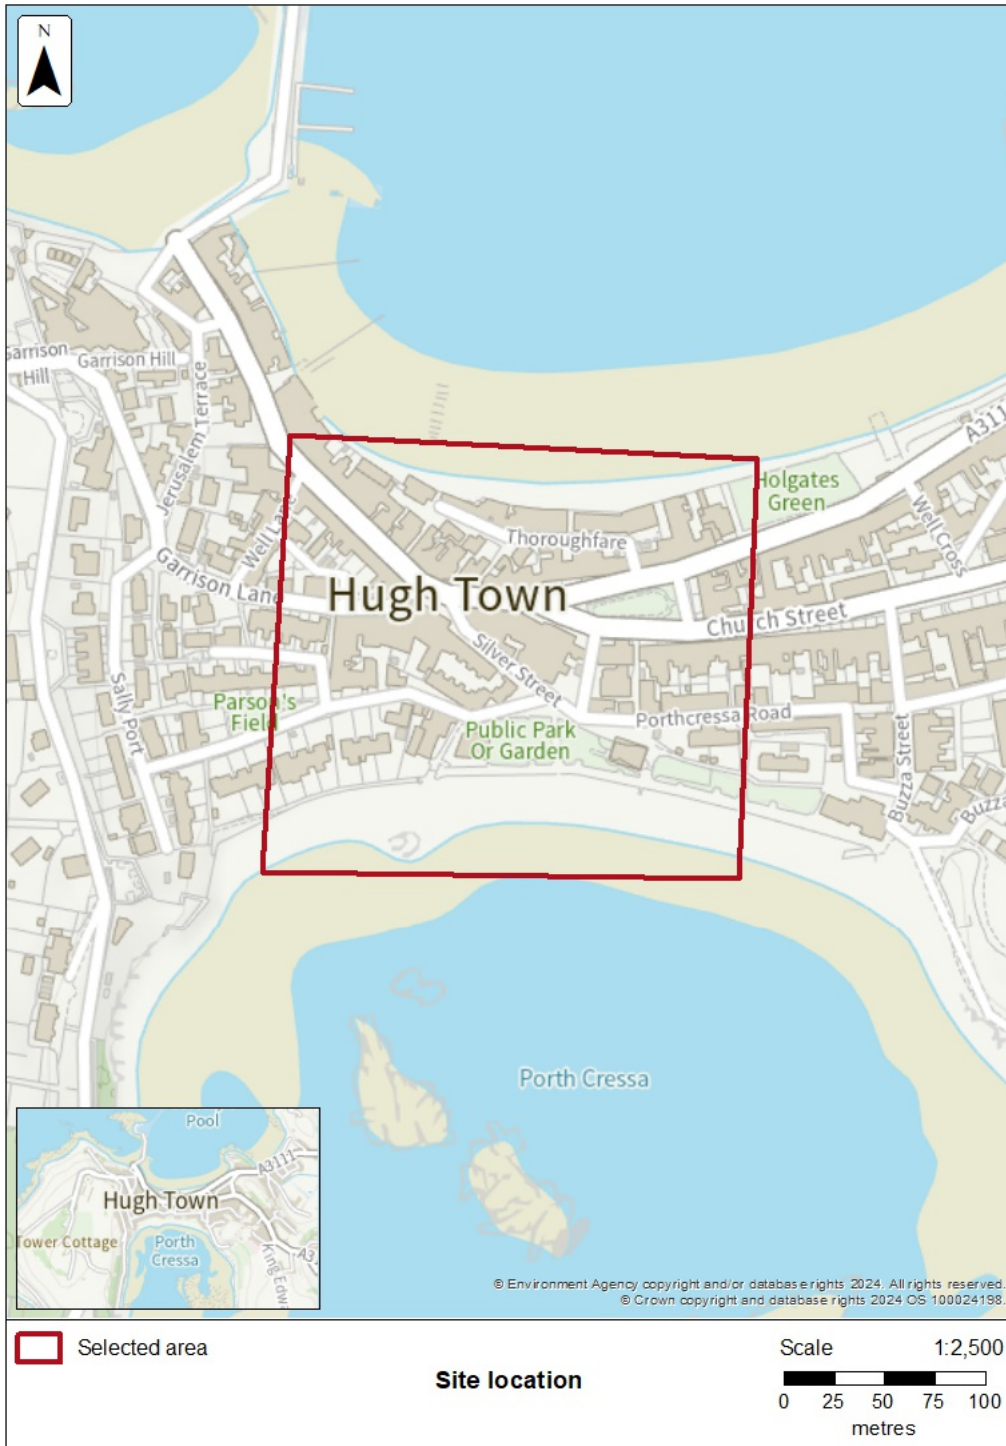 N
Garrison
Hill
Garrison Hill
Jerusalem Terrace
A311
Holgates
Green
Well Lane
Thoroughfare
Well Cross
Garrison Lane
Hugh Town
Church Street
Silver Street
Sally Port
Parson's
Field
Public Park
Or Garden
Porthcressa Road
Buzza Street
Buzza
Porth Cressa
Pool
A3111
Hugh Town
Tower Cottage
Porth
Cressa
King Edwa
A31
© Environment Agency copyright and/or database rights 2024. All rights reserved.
© Crown copyright and database rights 2024 OS 100024198.
Selected area
Site location
Scale 1:2,500
0 25 50 75 100
metres